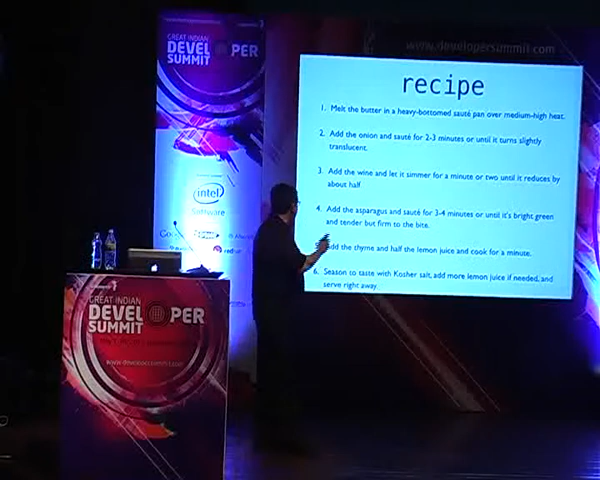 GREAT INDIAN
DEVEL PER
SUMMIT
www.developersummit.com
recipe
1. Melt the butter in a heavy-bottomed sauté pan over medium-high heat.
2. Add the onion and sauté for 2-3 minutes or until it turns slightly
translucent.
3. Add the wine and let it simmer for a minute or two until it reduces by
about half
4. Add the asparagus and sauté for 3-4 minutes or until it's bright green
and tender but firm to the bite.
dd the thyme and half the lemon juice and cook for a minute.
6. Season to taste with Kosher salt, add more lemon juice if needed, and
serve right away.
intel
Software
GREAT INDIAN
DEVEL PER
SUMMIT
www.developersummit.com